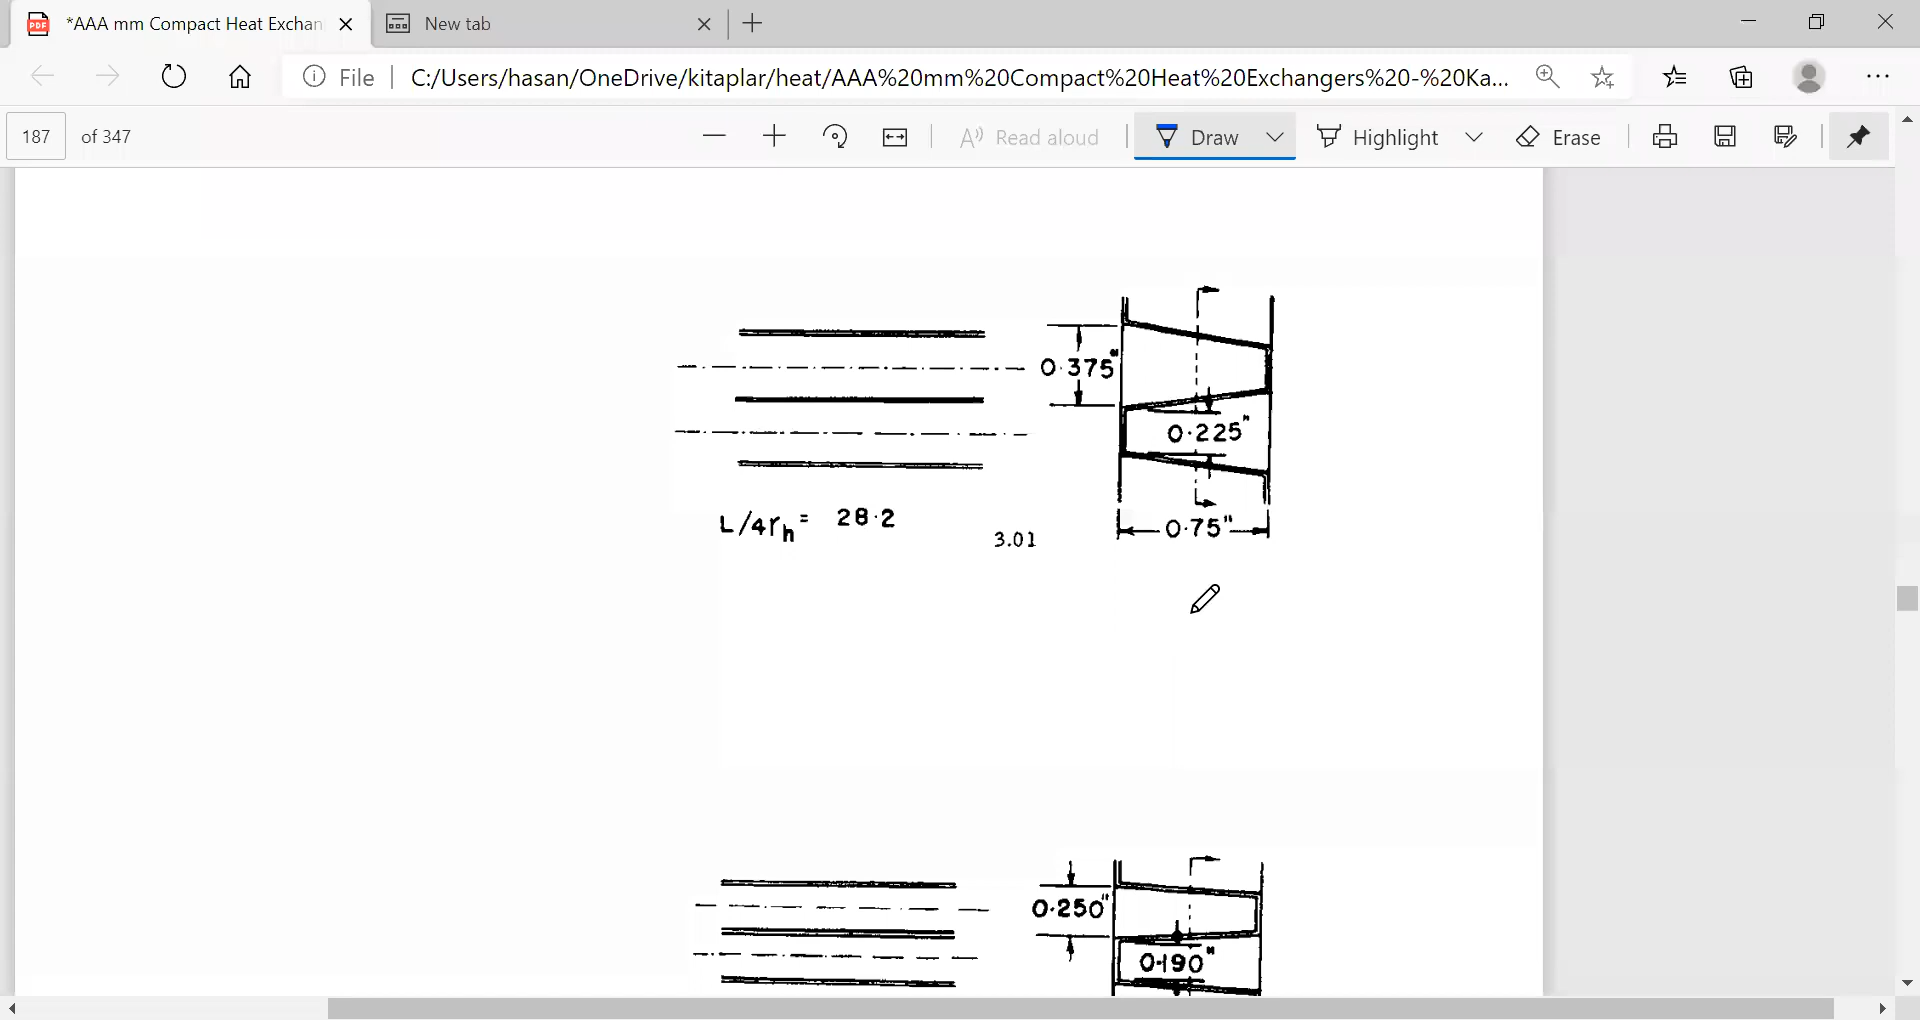 *AAA mm Compact Heat Exchan
New tab
File
C:/Users/hasan/OneDrive/kitaplar/heat/AAA%20mm%20Compact%20Heat%20Exchangers%20-%20Ka...
187 of 347
Read aloud
Draw
Highlight
Erase
0.375"
0.225"
L/4rh = 28.2
3.01
0.75"
0.250"
0.190"